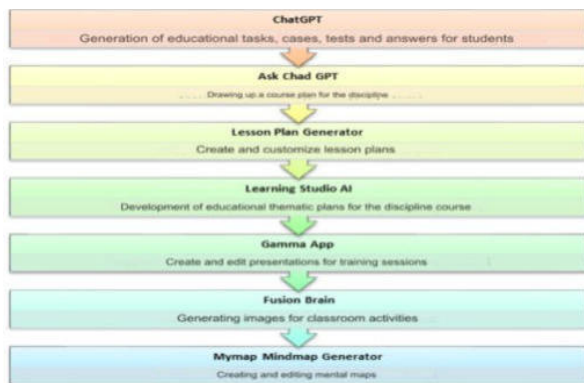 ChatGPT
Generation of educational tasks, cases, tests and answers for students
Ask Chad GPT
Drawing up a course plan for the discipline
Lesson Plan Generator
Create and customize lesson plans
Learning Studio AI
Development of educational thematic plans for the discipline course
Gamma App
Create and edit presentations for training sessions
Fusion Brain
Generating images for classroom activities
Mymap Mindmap Generator
Creating and editing mental maps